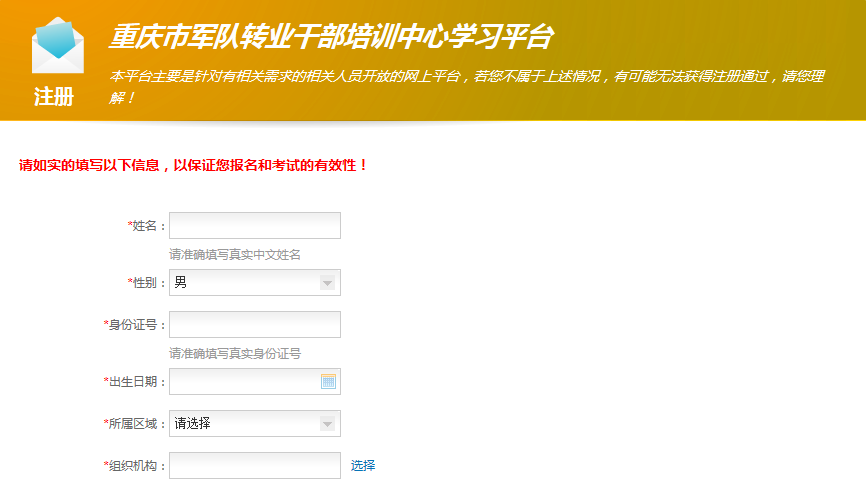 重庆市军队转业干部培训中心学习平台
本平台主要是针对有相关需求的相关人员开放的网上平台，若您不属于上述情况，有可能无法获得注册通过，请您理
解！
注册
请如实的填写以下信息，以保证您报名和考试的有效性！
*姓名：
请准确填写真实中文姓名
*性别：男
*身份证号：
请准确填写真实身份证号
*出生日期：
*所属区域：请选择
*组织机构：选择